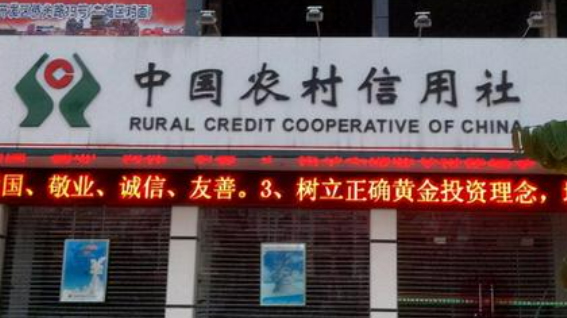 中国农村信用社
RURAL CREDIT COOPERATIVE OF CHINA
国、敬业、诚信、友善。3、树立正确黄金投资理念，